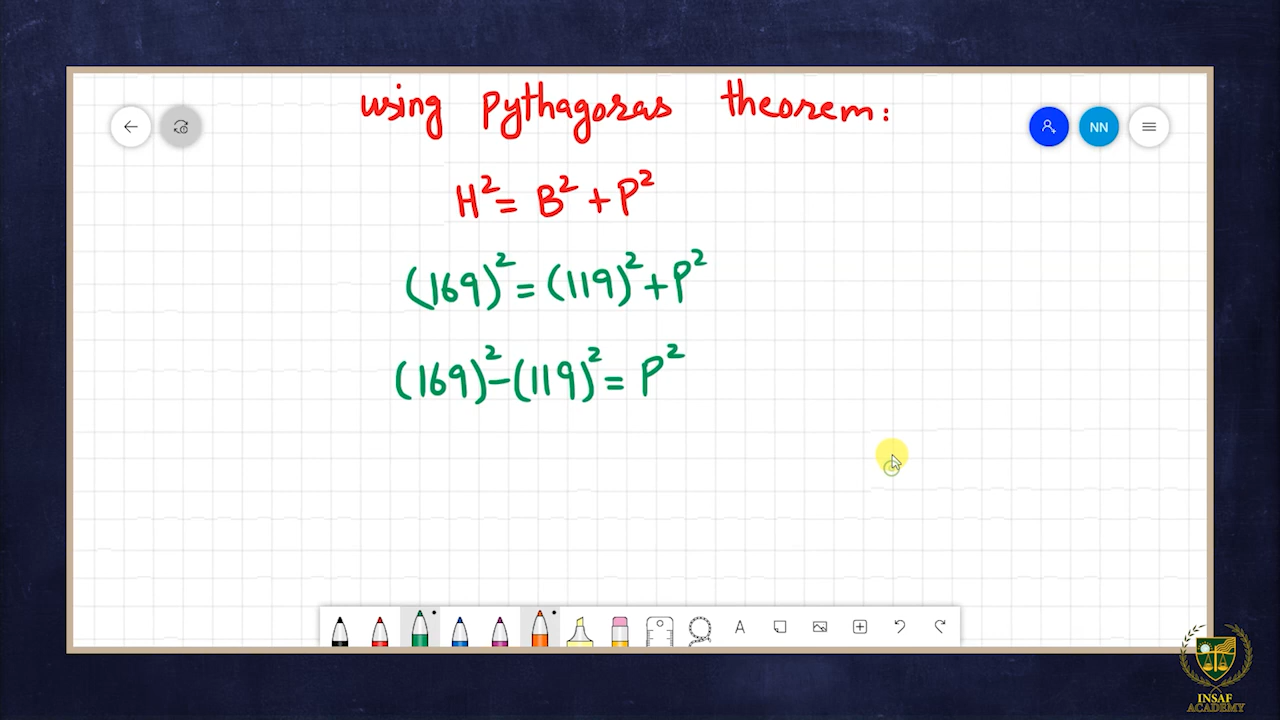 using Pythagoras theorem:
NN
H² = B² + P²
(169)² = (119)² + P²
(169)² - (119)² = P²
A
INSAF
ACADEMY